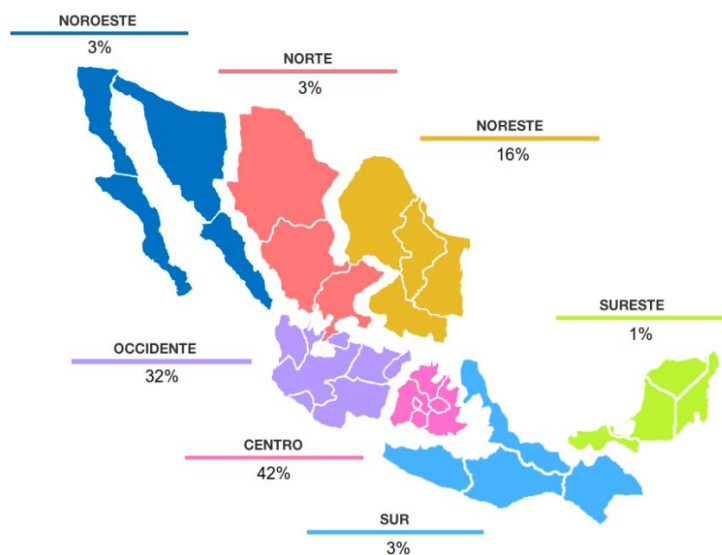 NOROESTE
3%
NORTE
3%
NORESTE
16%
SURESTE
1%
OCCIDENTE
32%
CENTRO
42%
SUR
3%